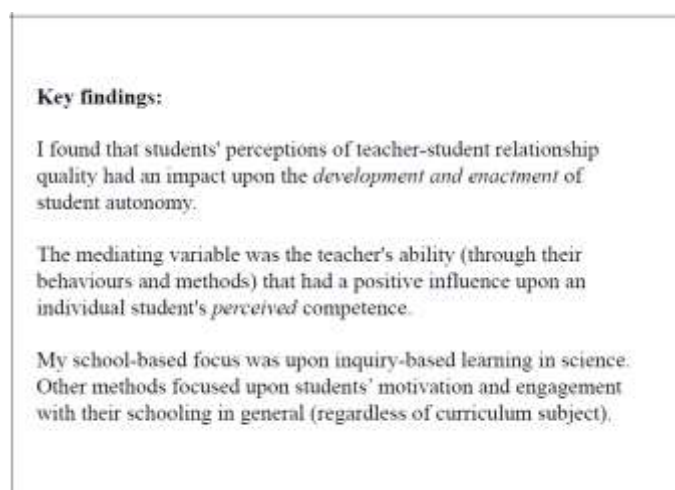 Key findings:
I found that students' perceptions of teacher-student relationship
quality had an impact upon the development and enactment of
student autonomy.
The mediating variable was the teacher's ability (through their
behaviours and methods) that had a positive influence upon an
individual student's perceived competence.
My school-based focus was upon inquiry-based learning in science.
Other methods focused upon students' motivation and engagement
with their schooling in general (regardless of curriculum subject).